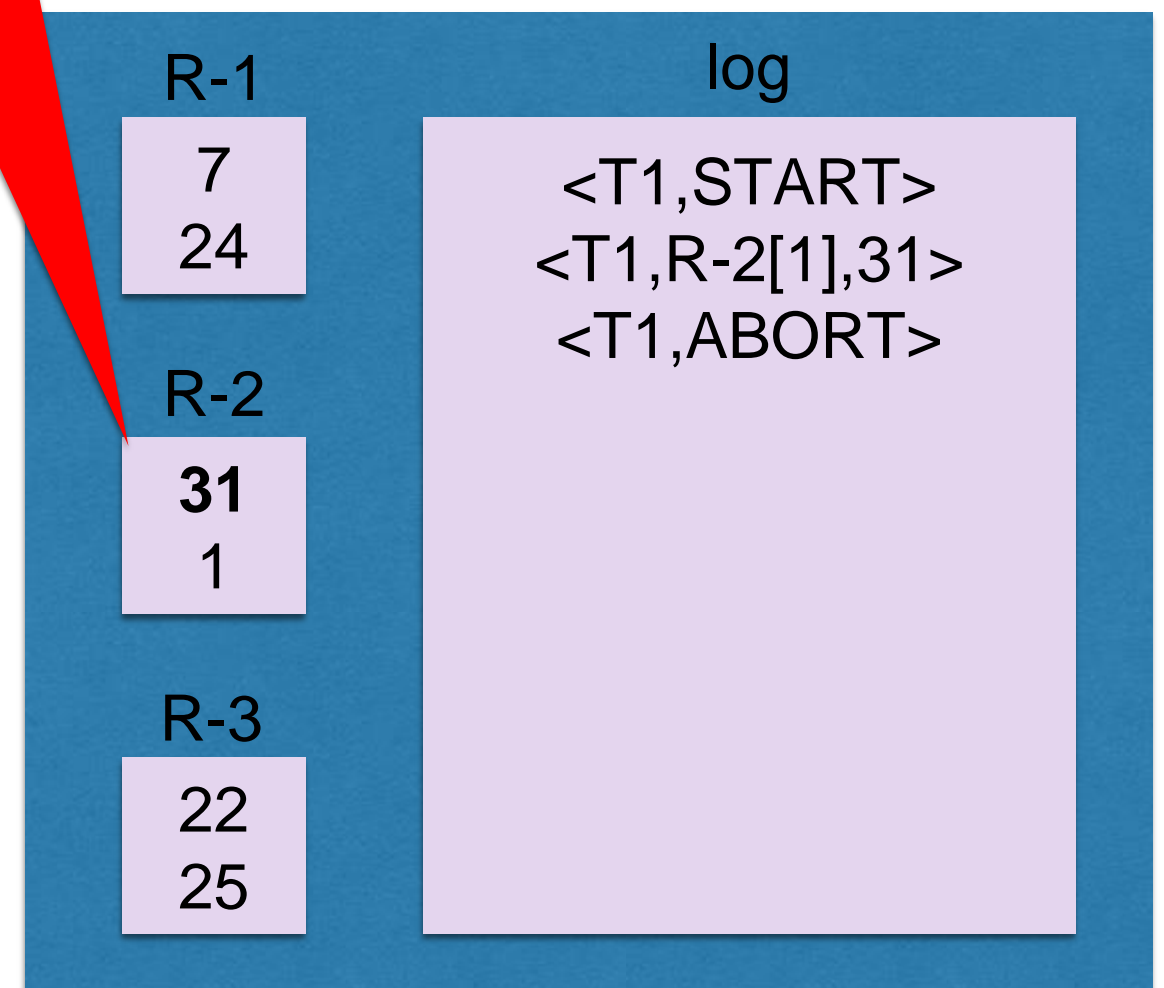 R-1
7
24
R-2
31
1
R-3
22
25
log
<T1,START>
<T1,R-2[1],31>
<T1,ABORT>